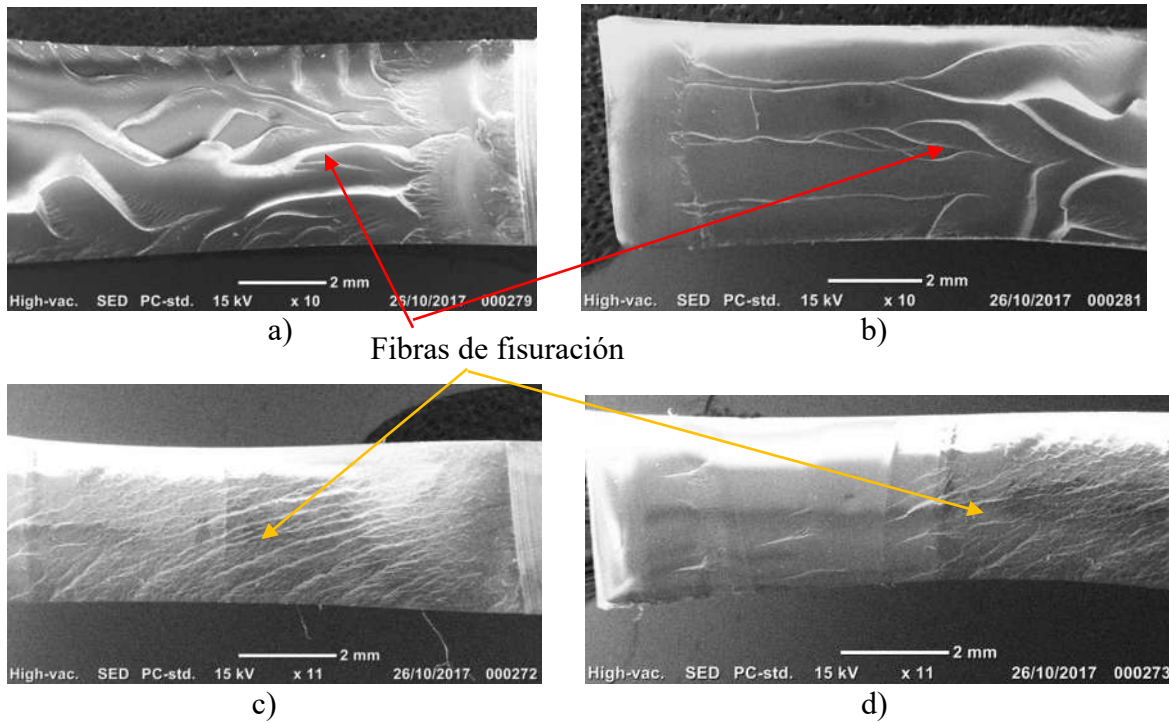 2 mm
High-vac. SED PC-std. 15 kV x 10 26/10/2017 000279
a)
2 mm
High-vac. SED PC-std. 15 kV x 10 26/10/2017 000281
b)
Fibras de fisuración
2 mm
High-vac. SED PC-std. 15 kV x 11 26/10/2017 000272
c)
2 mm
High-vac. SED PC-std. 15 kV x 11 26/10/2017 000273
d)